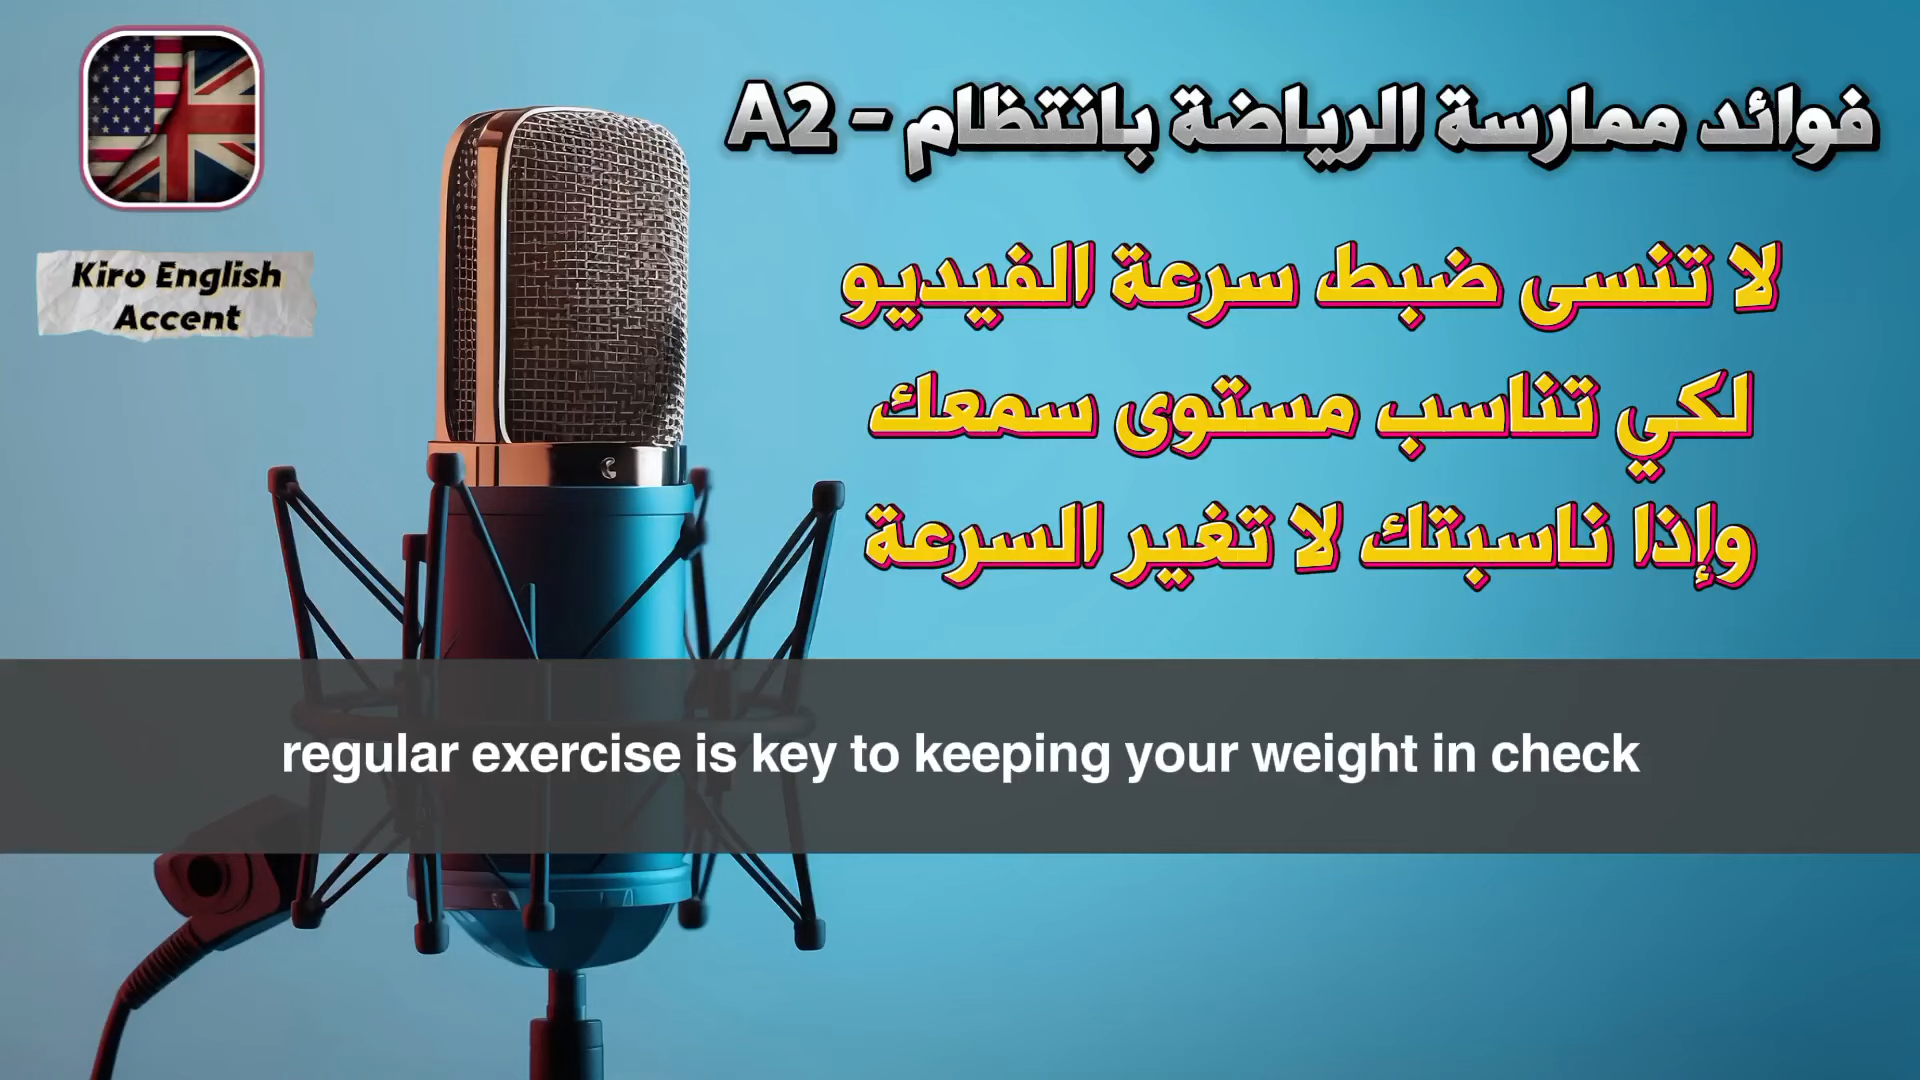 فوائد ممارسة الرياضة بانتظام - A2
Kiro English
Accent
لا تنسى ضبط سرعة الفيديو
لكي تناسب مستوى سمعك
وإذا ناسبتك لا تغير السرعة
regular exercise is key to keeping your weight in check